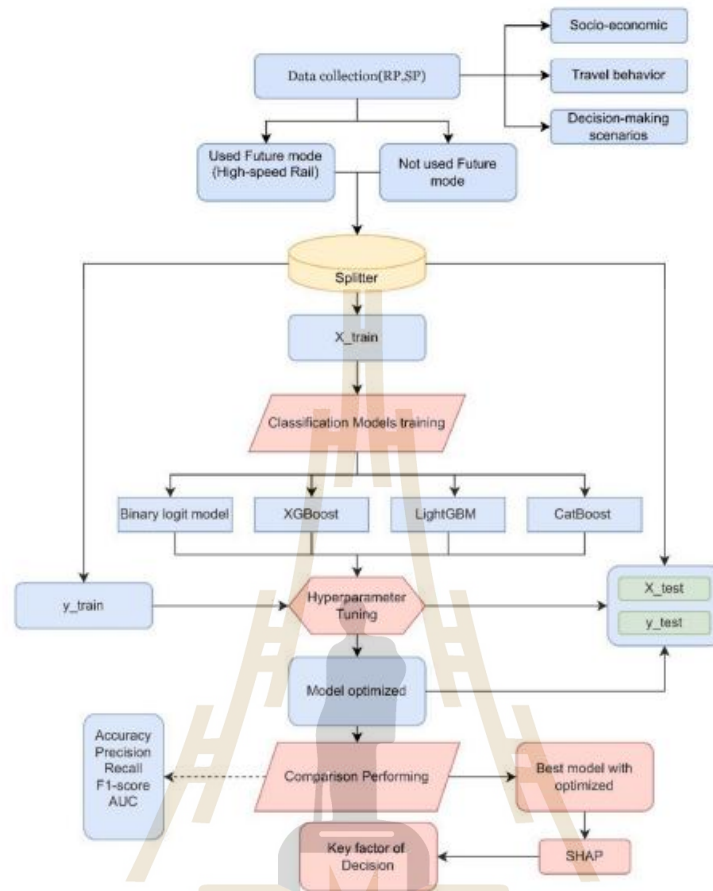 Socio-economic
Data collection(RP,SP)
Travel behavior
Decision-making
scenarios
Used Future mode
(High-speed Rail)
Not used Future
mode
Splitter
X_train
Classification Models training
Binary logit model
XGBoost
LightGBM
CatBoost
Hyperparameter
Tuning
y_train
X_test
y_test
Model optimized
Accuracy
Precision
Recall
F1-score
AUC
Comparison Performing
Best model with
optimized
Key factor of
Decision
SHAP